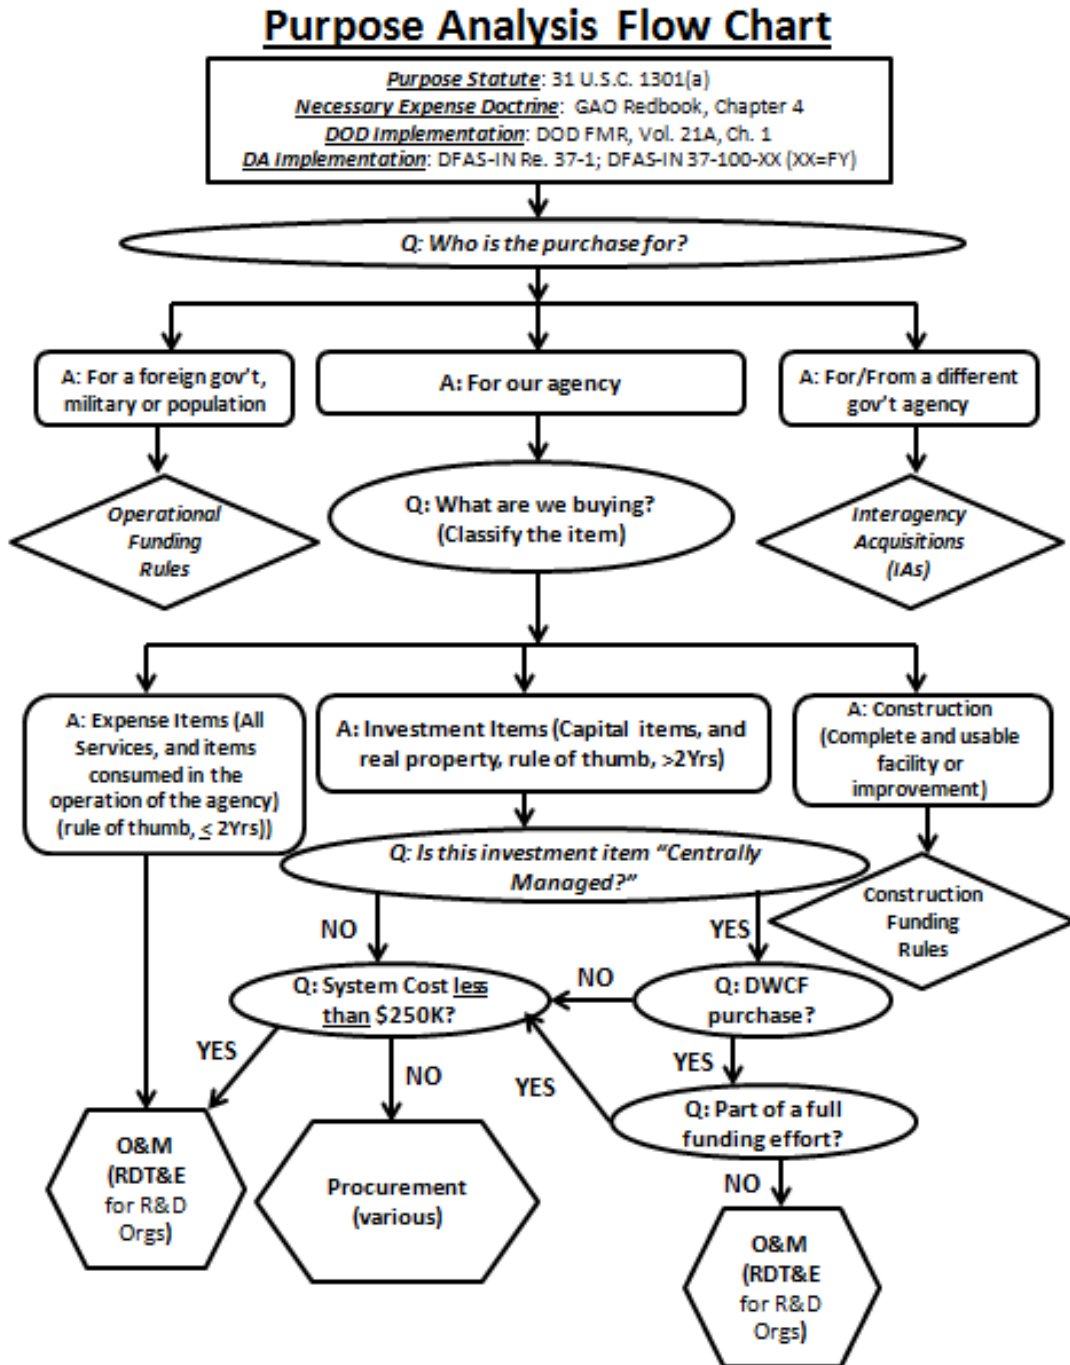 Purpose Analysis Flow Chart
Purpose Statute: 31 U.S.C. 1301(a)
Necessary Expense Doctrine: GAO Redbook, Chapter 4
DOD Implementation: DOD FMR, Vol. 21A, Ch. 1
DA Implementation: DFAS-IN Re. 37-1; DFAS-IN 37-100-XX (XX=FY)
Q: Who is the purchase for?
A: For a foreign gov't,
military or population
A: For our agency
A: For/From a different
gov't agency
Operational
Funding
Rules
Q: What are we buying?
(Classify the item)
Interagency
Acquisitions
(IAs)
A: Expense Items (All
Services, and items
consumed in the
operation of the agency)
(rule of thumb, ≤ 2Yrs))
A: Investment Items (Capital items, and
real property, rule of thumb, >2Yrs)
A: Construction
(Complete and usable
facility or
improvement)
Q: Is this investment item “Centrally
Managed?”
Construction
Funding
Rules
NO
YES
Q: System Cost less
than $250K?
NO
Q: DWCF
purchase?
YES
NO
YES
YES
Q: Part of a full
funding effort?
NO
O&M
(RDT&E
for R&D
Orgs)
Procurement
(various)
O&M
(RDT&E
for R&D
Orgs)